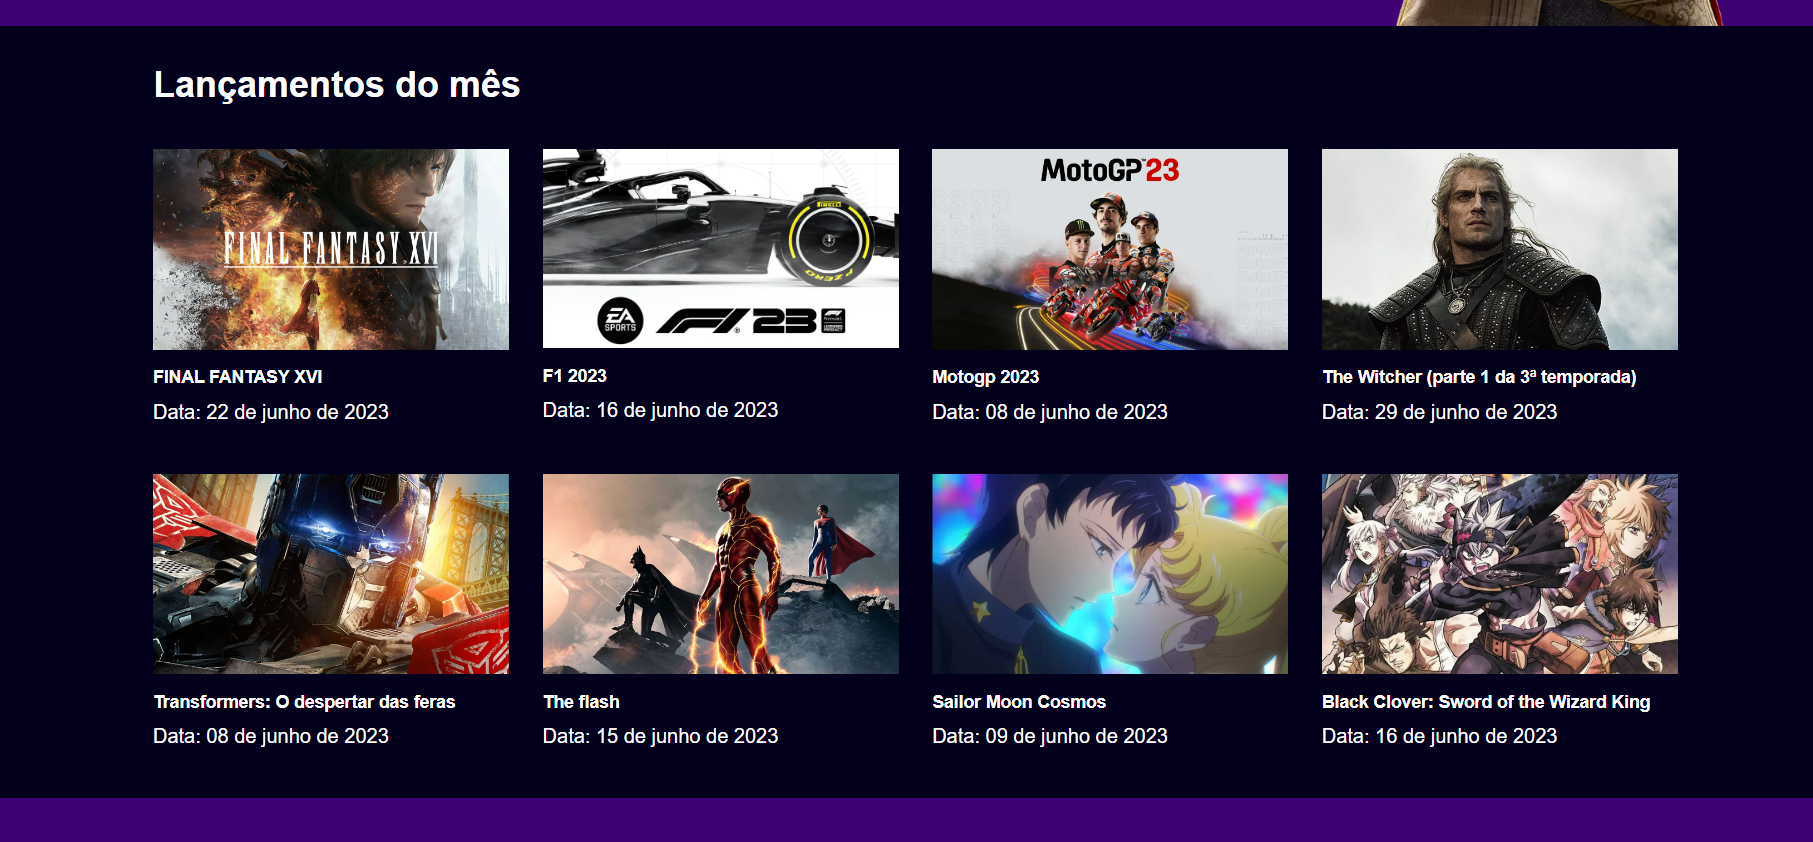 Lançamentos do mês
FINAL FANTASY XVI
PIRELLI
P ZERO
EA
SPORTS
F1 23
MotoGP™23
FINAL FANTASY XVI
Data: 22 de junho de 2023
F1 2023
Data: 16 de junho de 2023
Motogp 2023
Data: 08 de junho de 2023
The Witcher (parte 1 da 3ª temporada)
Data: 29 de junho de 2023
Transformers: O despertar das feras
Data: 08 de junho de 2023
The flash
Data: 15 de junho de 2023
Sailor Moon Cosmos
Data: 09 de junho de 2023
Black Clover: Sword of the Wizard King
Data: 16 de junho de 2023